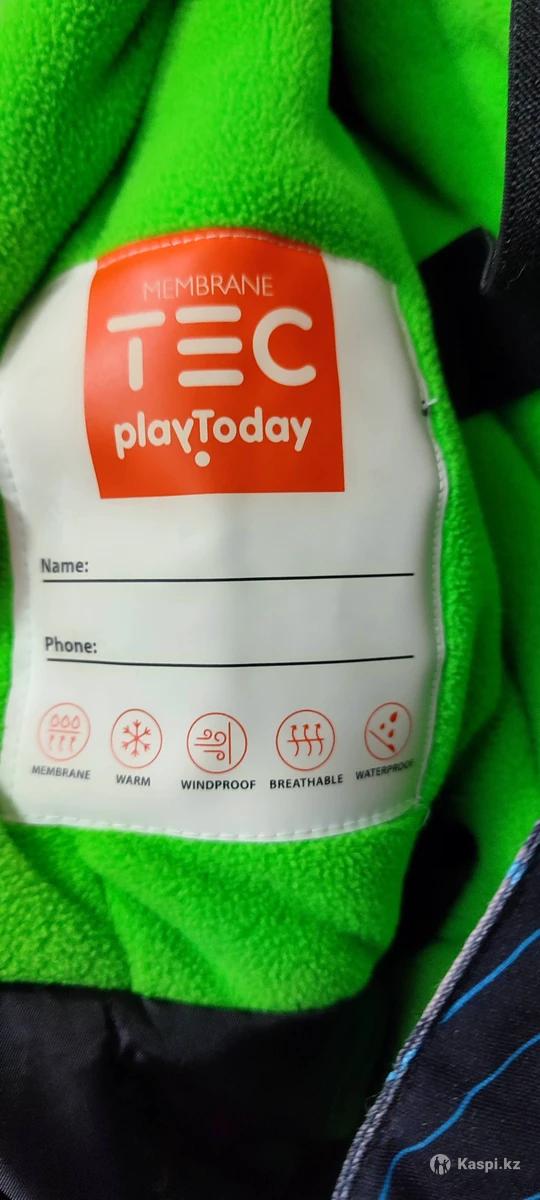 MEMBRANE
TEC
playToday
Name:
Phone:
MEMBRANE
WARM
WINDPROOF
BREATHABLE
WATERPROOF
Kaspi.kz